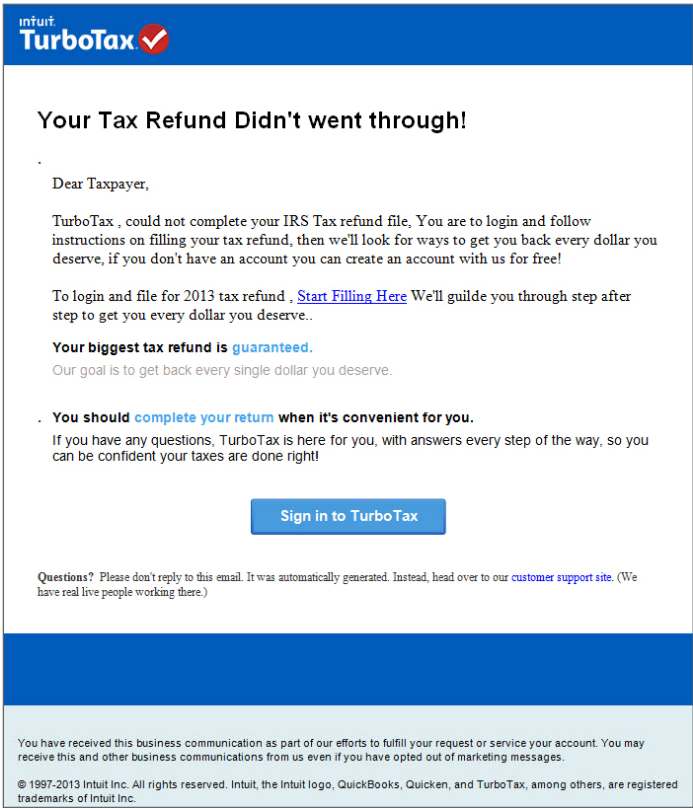 intuit.
TurboTax.
Your Tax Refund Didn't went through!
.
Dear Taxpayer,
TurboTax , could not complete your IRS Tax refund file, You are to login and follow
instructions on filling your tax refund, then we'll look for ways to get you back every dollar you
deserve, if you don't have an account you can create an account with us for free!
To login and file for 2013 tax refund , Start Filling Here We'll guilde you through step after
step to get you every dollar you deserve..
Your biggest tax refund is guaranteed.
Our goal is to get back every single dollar you deserve.
. You should complete your return when it's convenient for you.
If you have any questions, TurboTax is here for you, with answers every step of the way, so you
can be confident your taxes are done right!
Sign in to TurboTax
Questions? Please don't reply to this email. It was automatically generated. Instead, head over to our customer support site. (We
have real live people working there.)
You have received this business communication as part of our efforts to fulfill your request or service your account. You may
receive this and other business communications from us even if you have opted out of marketing messages.
© 1997-2013 Intuit Inc. All rights reserved. Intuit, the Intuit logo, QuickBooks, Quicken, and TurboTax, among others, are registered
trademarks of Intuit Inc.